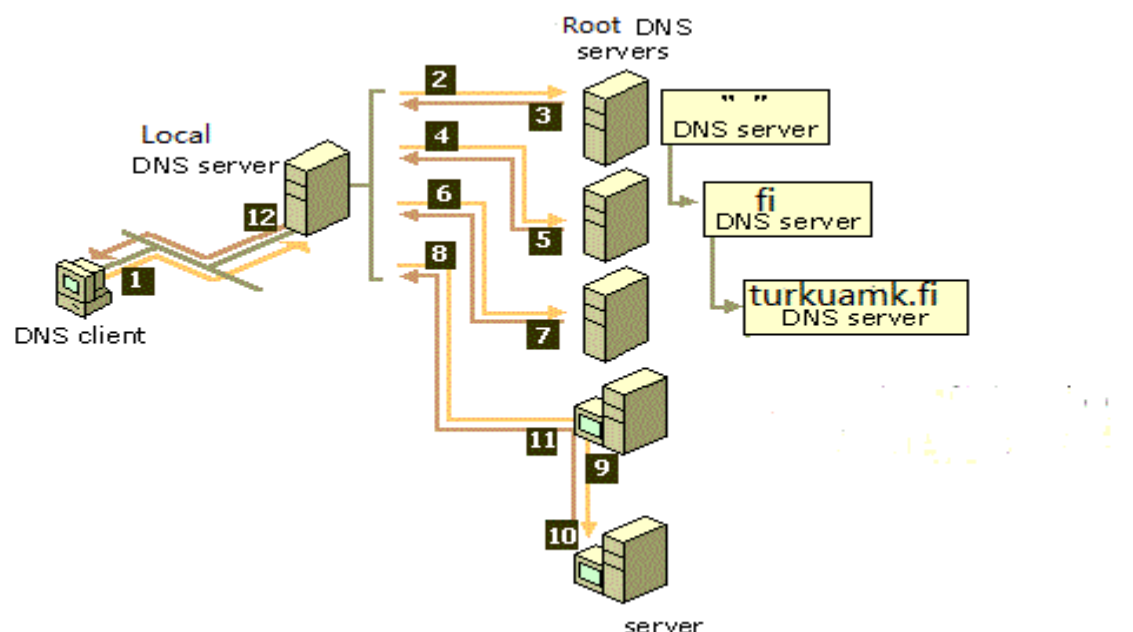 Root DNS
servers
2
3
" "
DNS server
Local
DNS server
4
fi
DNS server
5
6
12
8
1
7
turkuamk.fi
DNS server
DNS client
11
9
10
server